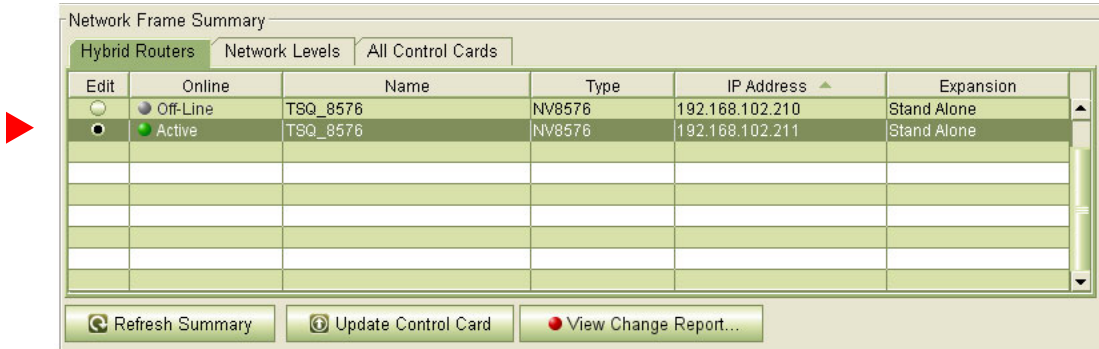 Network Frame Summary
Hybrid Routers Network Levels All Control Cards
Edit Online Name Type IP Address Expansion
Off-Line TSQ_8576 NV8576 192.168.102.210 Stand Alone
Active TSQ_8576 NV8576 192.168.102.211 Stand Alone
Refresh Summary Update Control Card View Change Report...